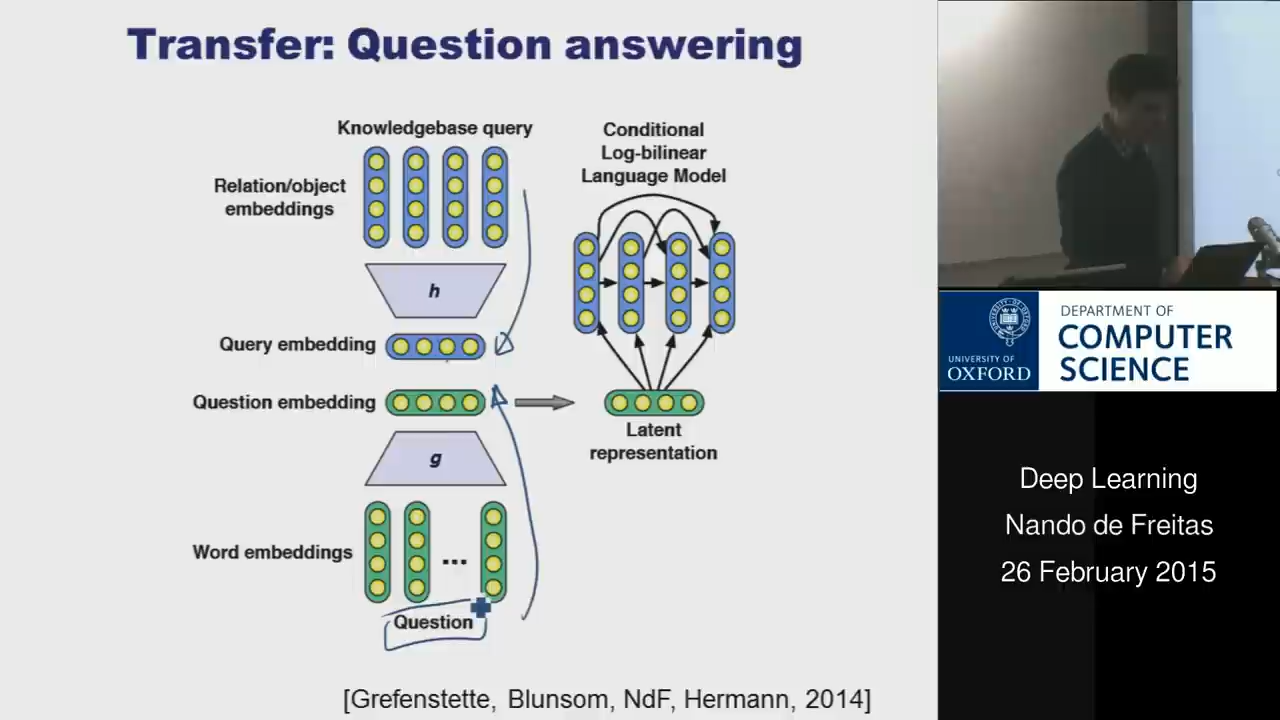 Transfer: Question answering
Knowledgebase query
Relation/object
embeddings
h
Query embedding
Question embedding
g
Word embeddings
...
Question
Conditional
Log-bilinear
Language Model
Latent
representation
[Grefenstette, Blunsom, NdF, Hermann, 2014]
UNIVERSITY OF
OXFORD
DEPARTMENT OF
COMPUTER
SCIENCE
Deep Learning
Nando de Freitas
26 February 2015